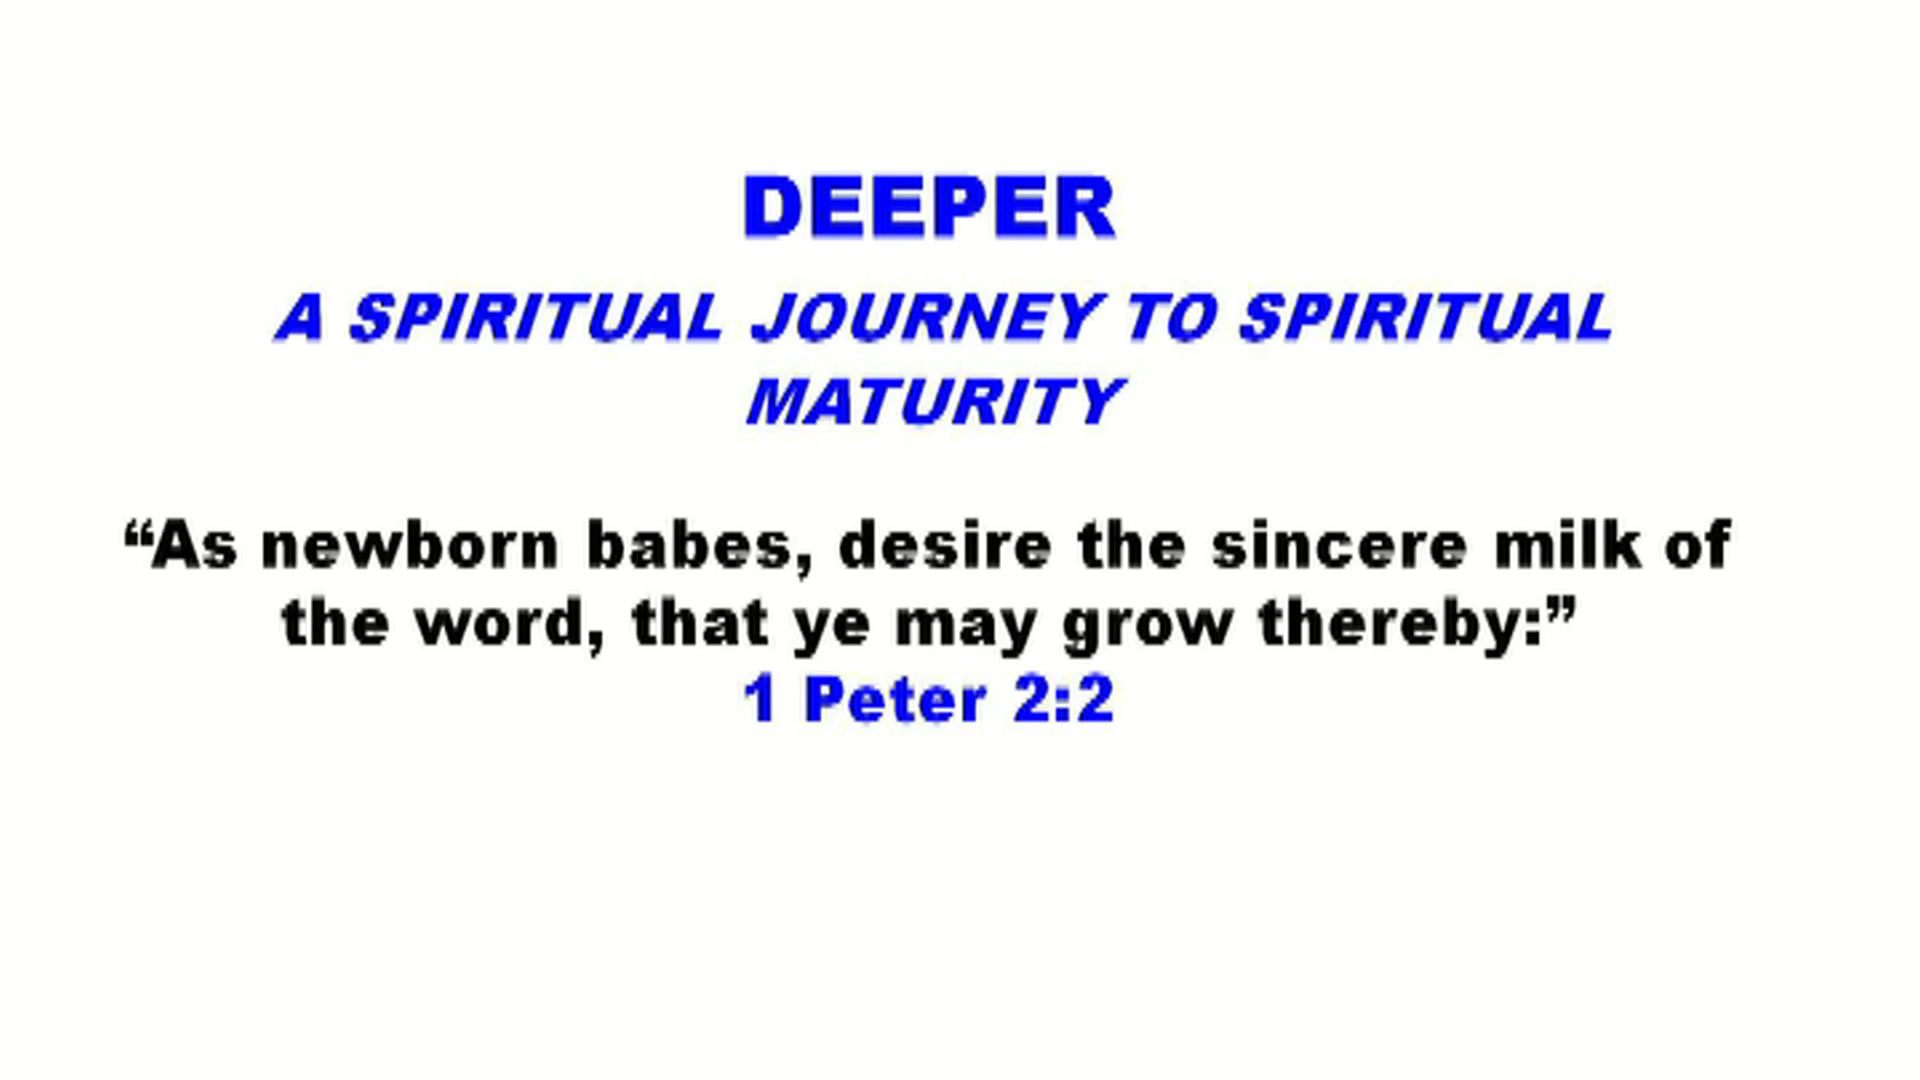 DEEPER
A SPIRITUAL JOURNEY TO SPIRITUAL
MATURITY
“As newborn babes, desire the sincere milk of
the word, that ye may grow thereby:”
1 Peter 2:2